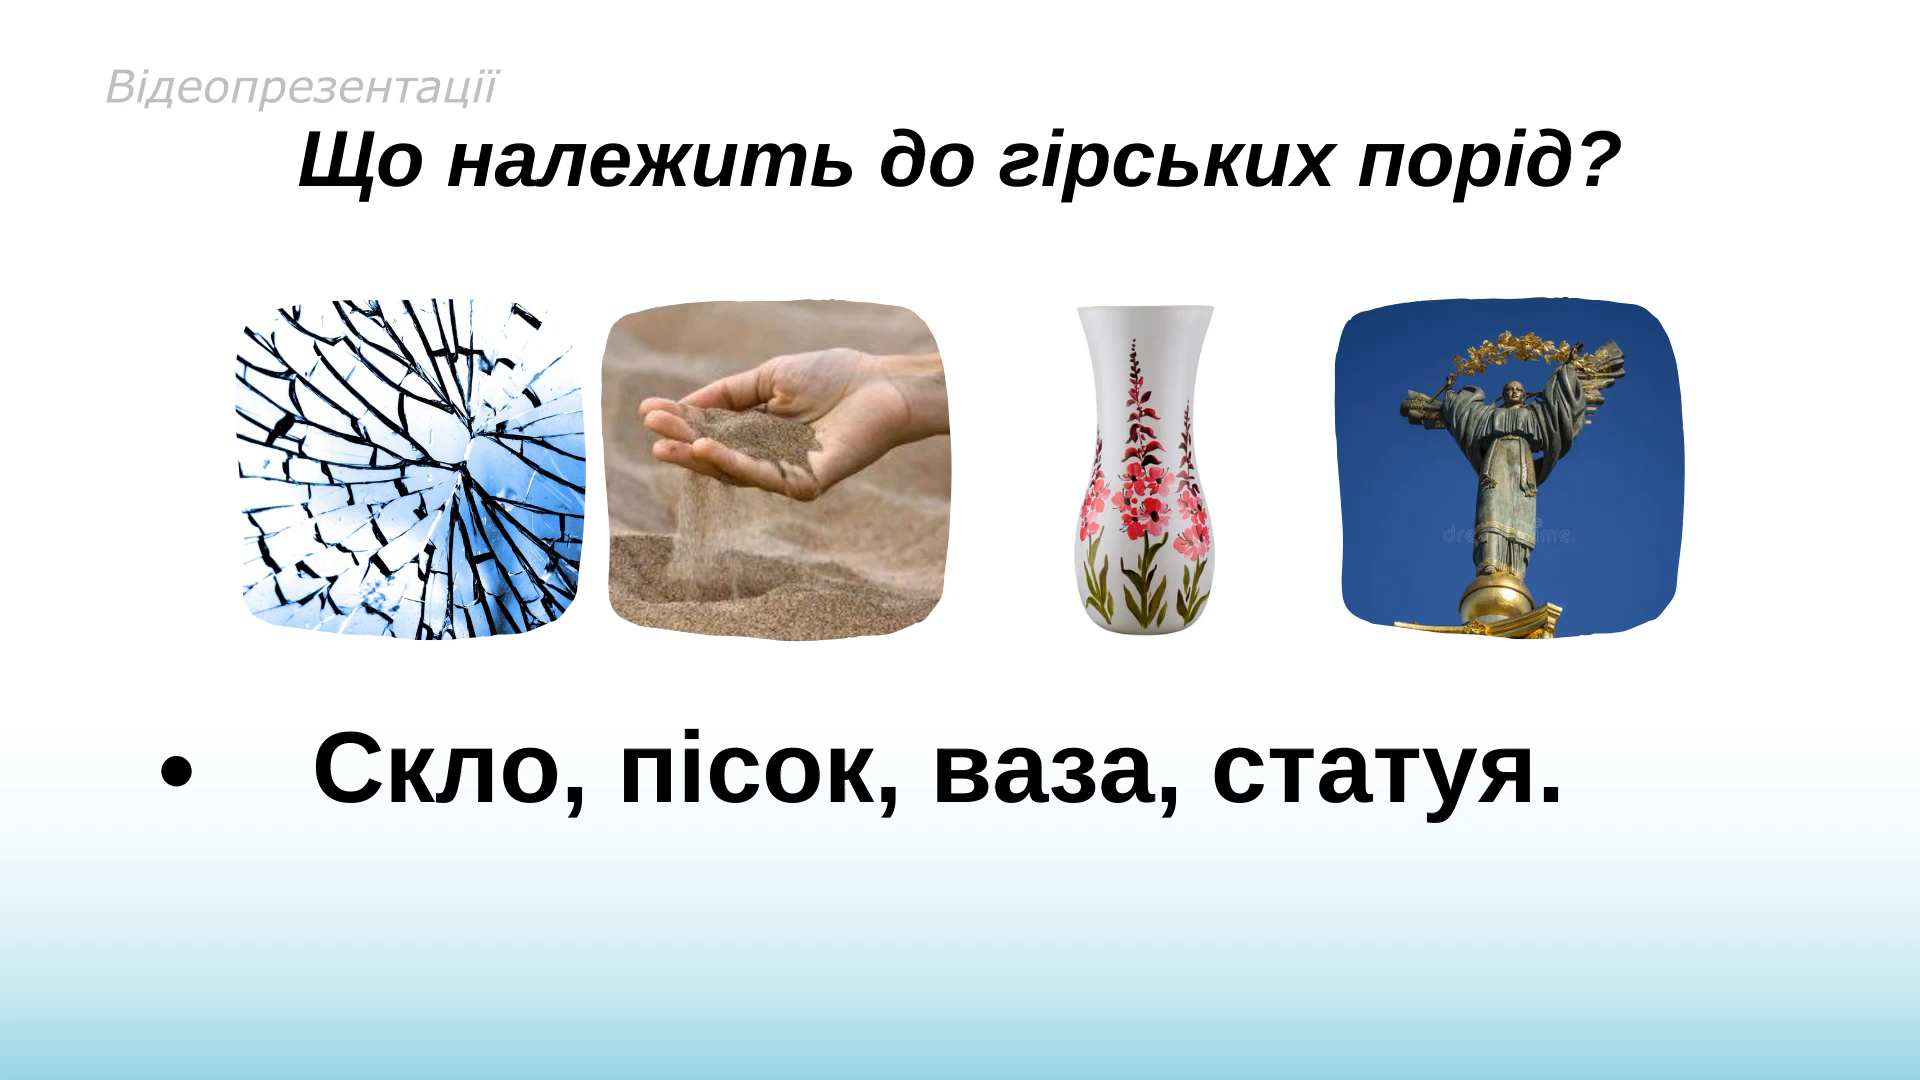 Відеопрезентації
Що належить до гірських порід?
• Скло, пісок, ваза, статуя.